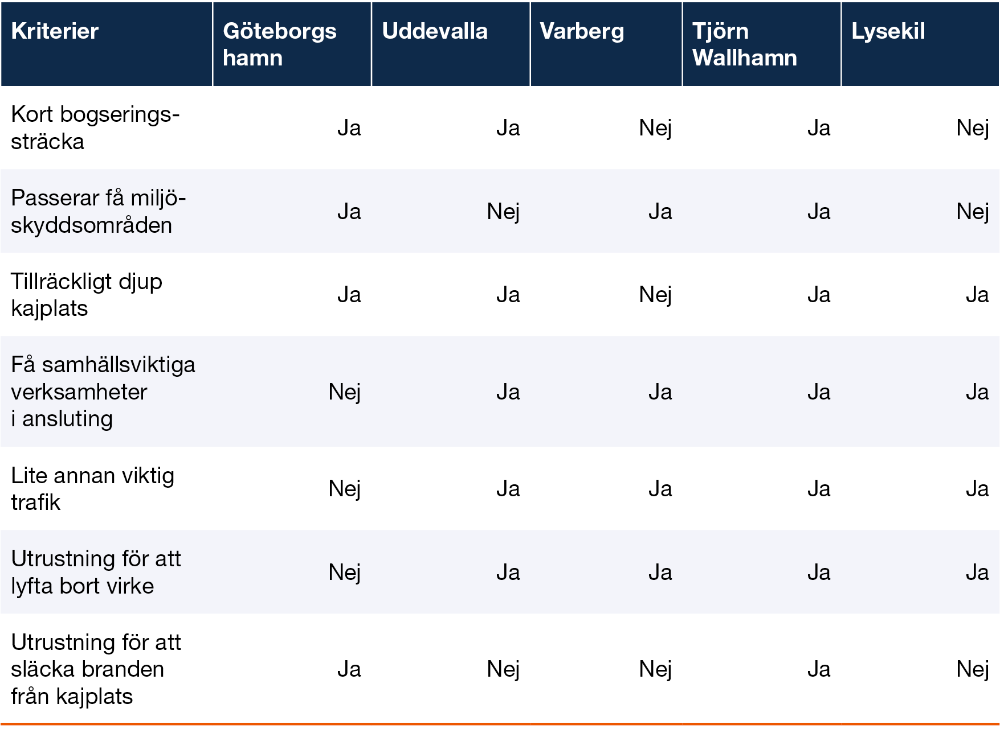 Kriterier
Göteborgs
hamn
Uddevalla
Varberg
Tjörn
Wallhamn
Lysekil
Kort bogserings-
sträcka
Ja
Ja
Nej
Ja
Nej
Passerar få miljö-
skyddsområden
Ja
Nej
Ja
Ja
Nej
Tillräckligt djup
kajplats
Ja
Ja
Nej
Ja
Ja
Få samhällsviktiga
verksamheter
i ansluting
Nej
Ja
Ja
Ja
Ja
Lite annan viktig
trafik
Nej
Ja
Ja
Ja
Ja
Utrustning för att
lyfta bort virke
Nej
Ja
Ja
Ja
Ja
Utrustning för att
släcka branden
från kajplats
Ja
Nej
Nej
Ja
Nej